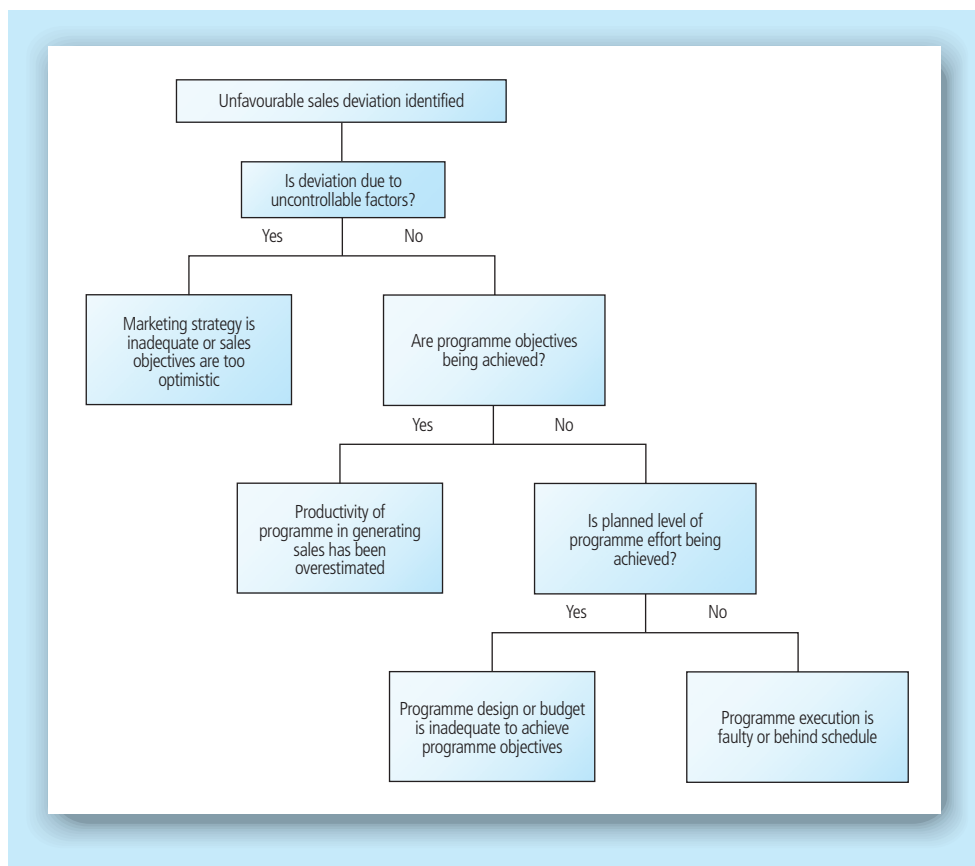 Unfavourable sales deviation identified
Is deviation due to
uncontrollable factors?
Yes
No
Marketing strategy is
inadequate or sales
objectives are too
optimistic
Are programme objectives
being achieved?
Yes
No
Productivity of
programme in generating
sales has been
overestimated
Is planned level of
programme effort being
achieved?
Yes
No
Programme design or budget
is inadequate to achieve
programme objectives
Programme execution is
faulty or behind schedule